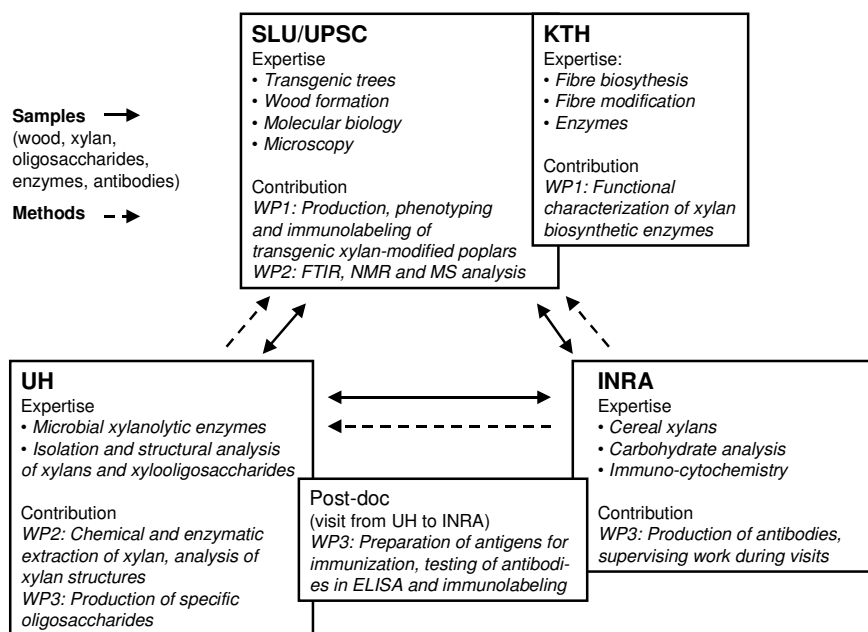 SLU/UPSC
Expertise
• Transgenic trees
• Wood formation
• Molecular biology
• Microscopy
Contribution
WP1: Production, phenotyping
and immunolabeling of
transgenic xylan-modified poplars
WP2: FTIR, NMR and MS analysis
KTH
Expertise:
• Fibre biosythesis
• Fibre modification
• Enzymes
Contribution
WP1: Functional
characterization of xylan
biosynthetic enzymes
Samples
(wood, xylan,
oligosaccharides,
enzymes, antibodies)
Methods
UH
Expertise
• Microbial xylanolytic enzymes
• Isolation and structural analysis
of xylans and xylooligosaccharides
Contribution
WP2: Chemical and enzymatic
extraction of xylan, analysis of
xylan structures
WP3: Production of specific
oligosaccharides
Post-doc
(visit from UH to INRA)
WP3: Preparation of antigens for
immunization, testing of antibodi-
es in ELISA and immunolabeling
INRA
Expertise
• Cereal xylans
• Carbohydrate analysis
• Immuno-cytochemistry
Contribution
WP3: Production of antibodies,
supervising work during visits